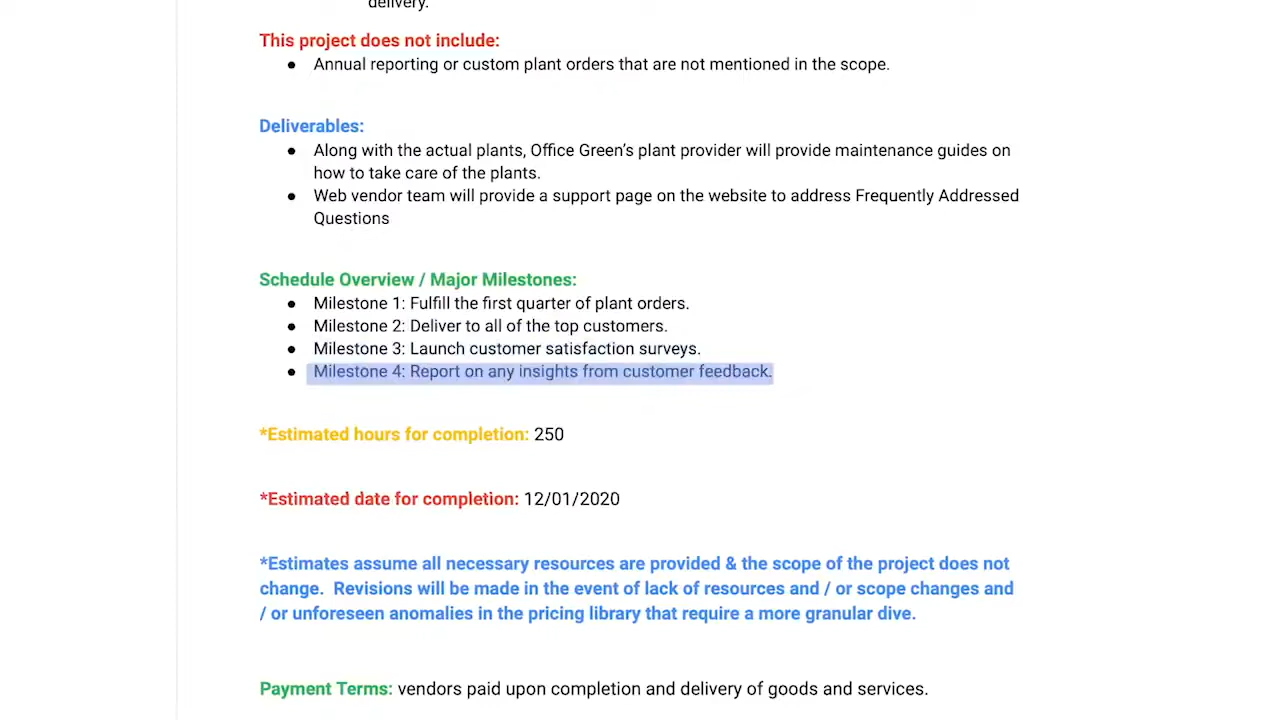 delivery.
This project does not include:
● Annual reporting or custom plant orders that are not mentioned in the scope.
Deliverables:
● Along with the actual plants, Office Green's plant provider will provide maintenance guides on
how to take care of the plants.
● Web vendor team will provide a support page on the website to address Frequently Addressed
Questions
Schedule Overview / Major Milestones:
● Milestone 1: Fulfill the first quarter of plant orders.
● Milestone 2: Deliver to all of the top customers.
● Milestone 3: Launch customer satisfaction surveys.
● Milestone 4: Report on any insights from customer feedback.
*Estimated hours for completion: 250
*Estimated date for completion: 12/01/2020
*Estimates assume all necessary resources are provided & the scope of the project does not
change.  Revisions will be made in the event of lack of resources and / or scope changes and
/ or unforeseen anomalies in the pricing library that require a more granular dive.
Payment Terms: vendors paid upon completion and delivery of goods and services.